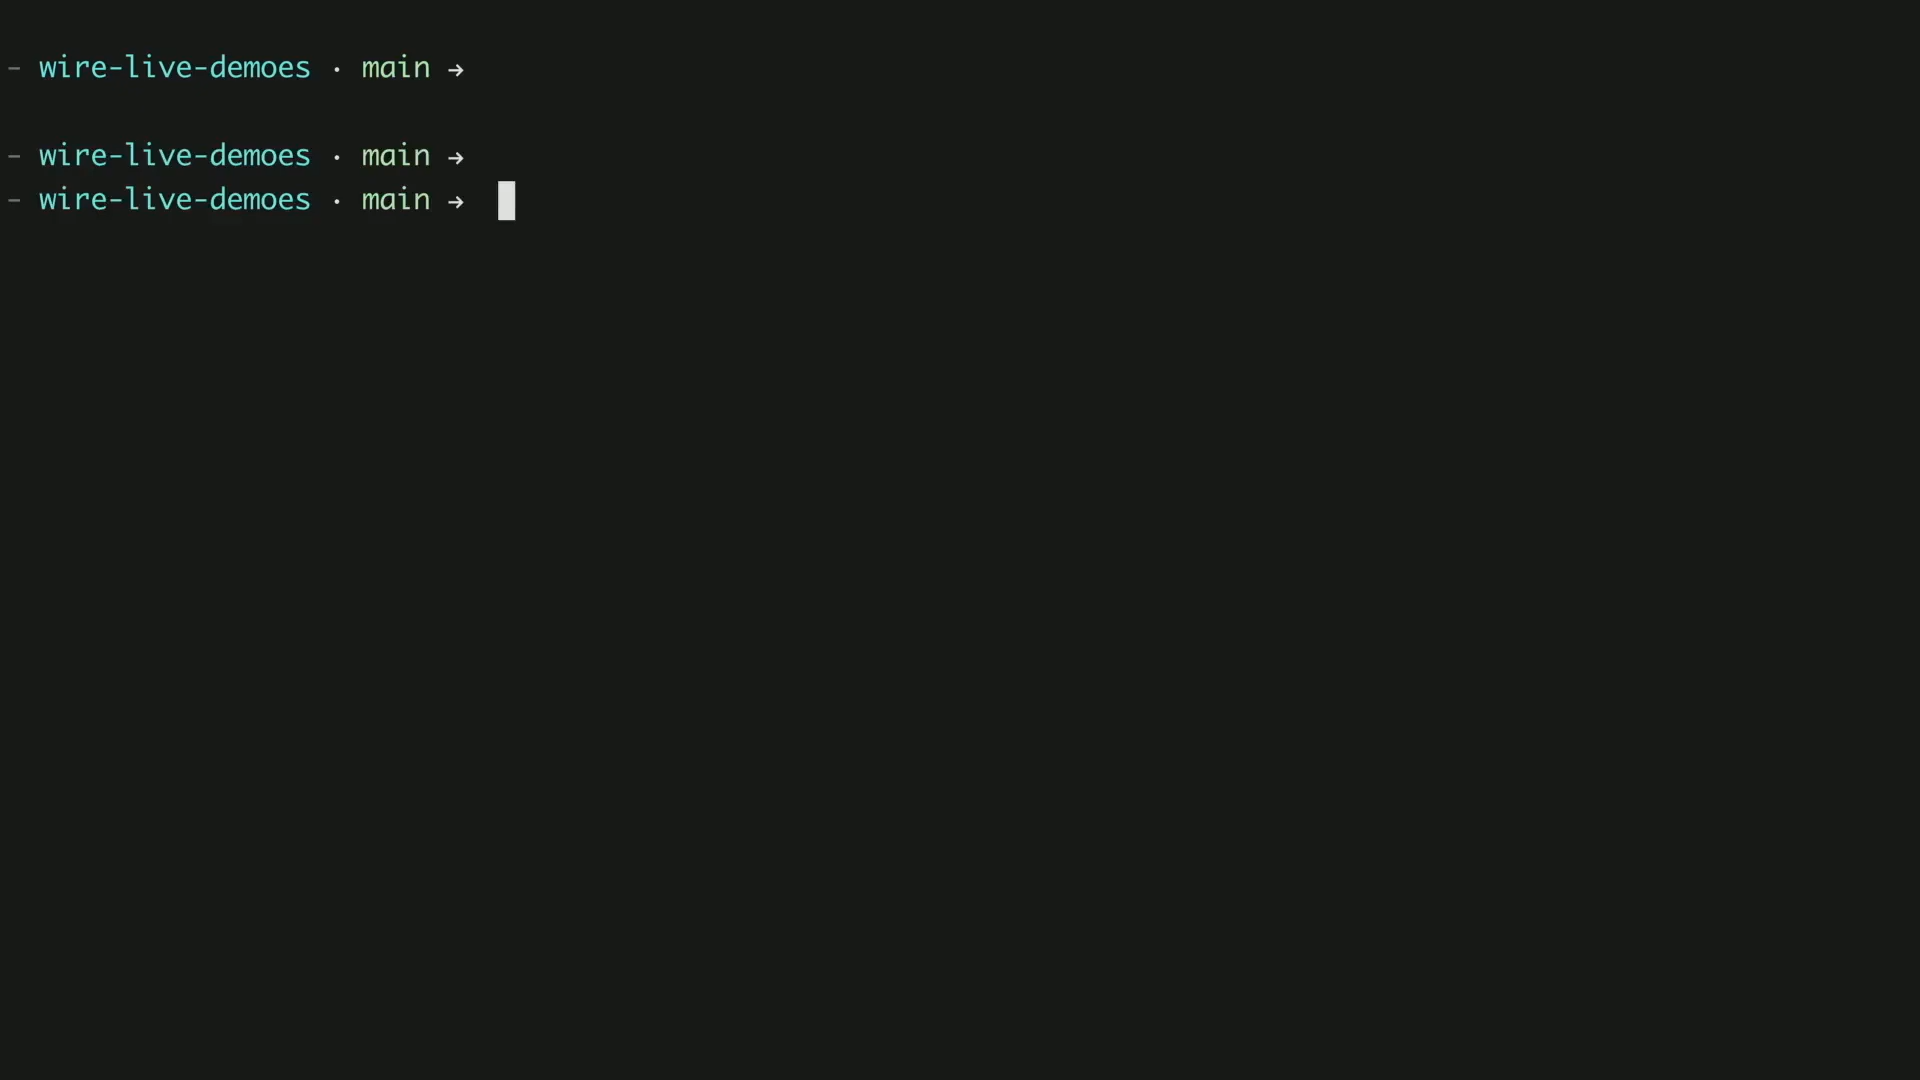 - wire-live-demoes · main →
- wire-live-demoes · main →
- wire-live-demoes · main →